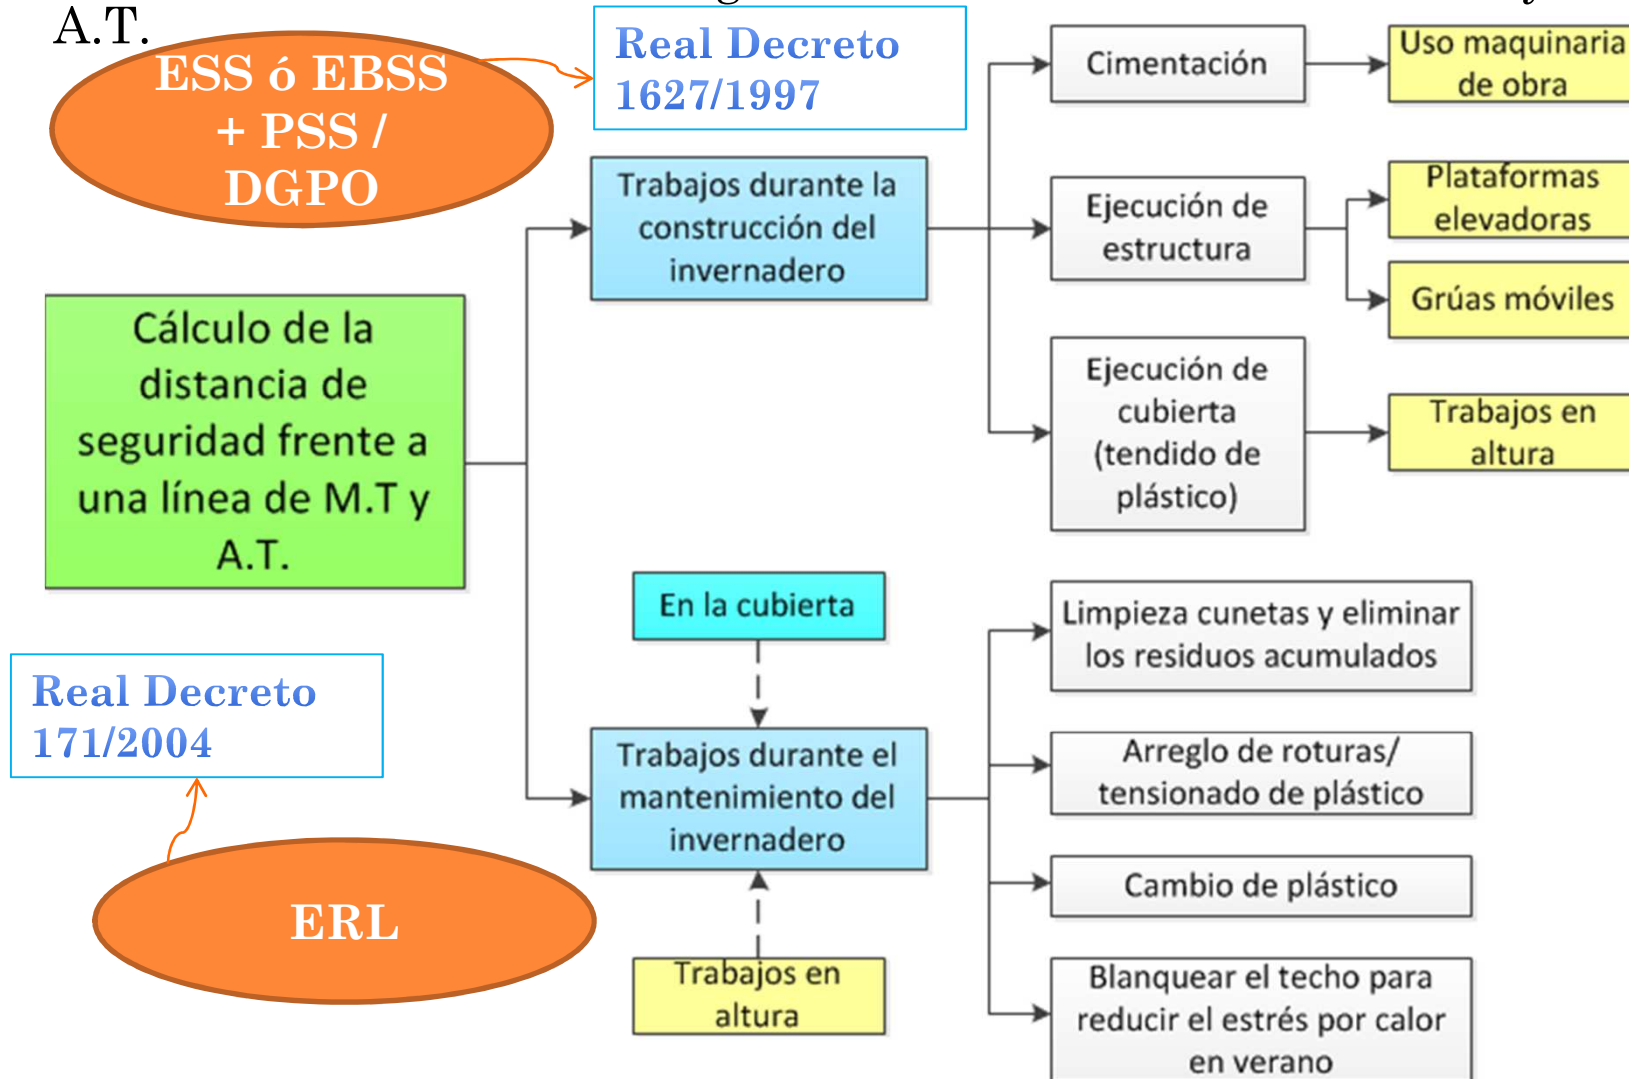 A.T.
ESS ó EBSS
+ PSS /
DGPO
Real Decreto
1627/1997
Trabajos durante la
construcción del
invernadero
Cimentación
Uso maquinaria
de obra
Ejecución de
estructura
Plataformas
elevadoras
Grúas móviles
Ejecución de
cubierta
(tendido de
plástico)
Trabajos en
altura
Cálculo de la
distancia de
seguridad frente a
una línea de M.T y
A.T.
En la cubierta
Trabajos durante el
mantenimiento del
invernadero
Trabajos en
altura
Limpieza cunetas y eliminar
los residuos acumulados
Arreglo de roturas/
tensionado de plástico
Cambio de plástico
Blanquear el techo para
reducir el estrés por calor
en verano
Real Decreto
171/2004
ERL